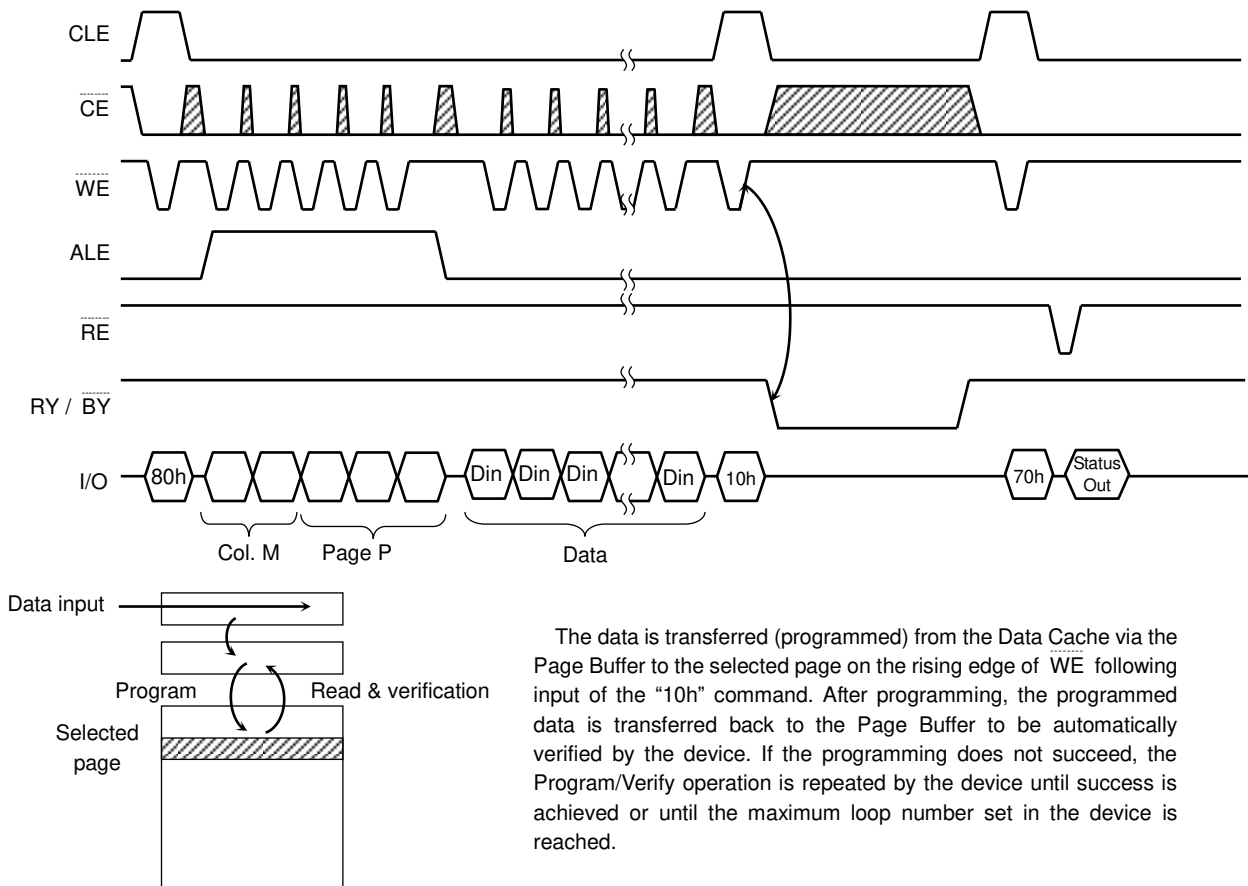 CLE
CE
WE
ALE
RE
RY / BY
I/O
80h
Din
Din
Din
Din
10h
70h
Status
Out
Col. M
Page P
Data
Data input
Program
Read & verification
Selected
page
The data is transferred (programmed) from the Data Cache via the
Page Buffer to the selected page on the rising edge of WE following
input of the “10h” command. After programming, the programmed
data is transferred back to the Page Buffer to be automatically
verified by the device. If the programming does not succeed, the
Program/Verify operation is repeated by the device until success is
achieved or until the maximum loop number set in the device is
reached.